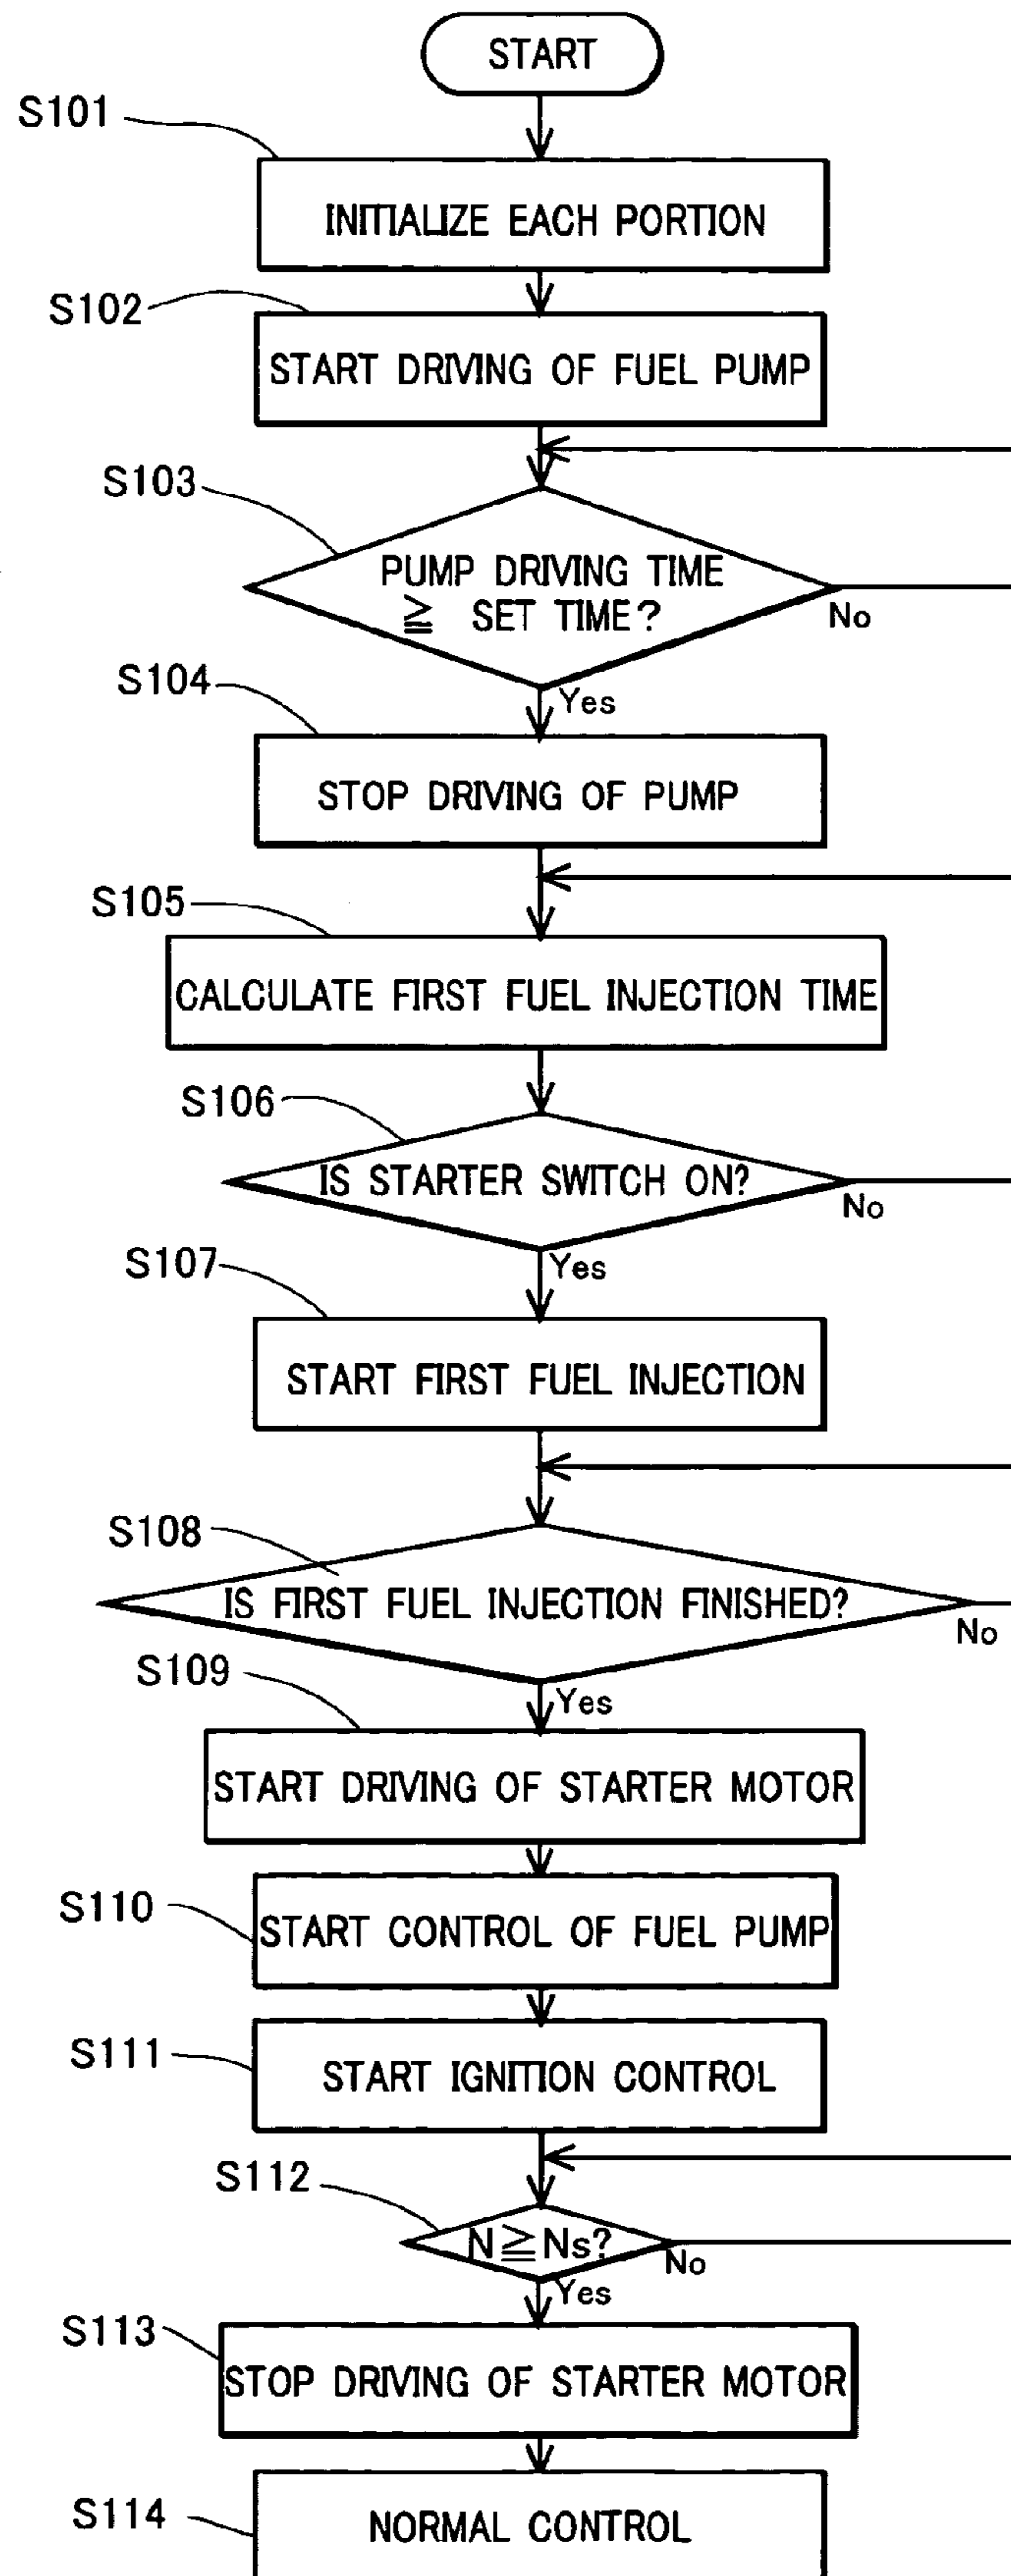 START
S101
INITIALIZE EACH PORTION
S102
START DRIVING OF FUEL PUMP
S103
PUMP DRIVING TIME
≧ SET TIME?
No
Yes
S104
STOP DRIVING OF PUMP
S105
CALCULATE FIRST FUEL INJECTION TIME
S106
IS STARTER SWITCH ON?
No
Yes
S107
START FIRST FUEL INJECTION
S108
IS FIRST FUEL INJECTION FINISHED?
No
Yes
S109
START DRIVING OF STARTER MOTOR
S110
START CONTROL OF FUEL PUMP
S111
START IGNITION CONTROL
S112
N≧Ns?
No
Yes
S113
STOP DRIVING OF STARTER MOTOR
S114
NORMAL CONTROL